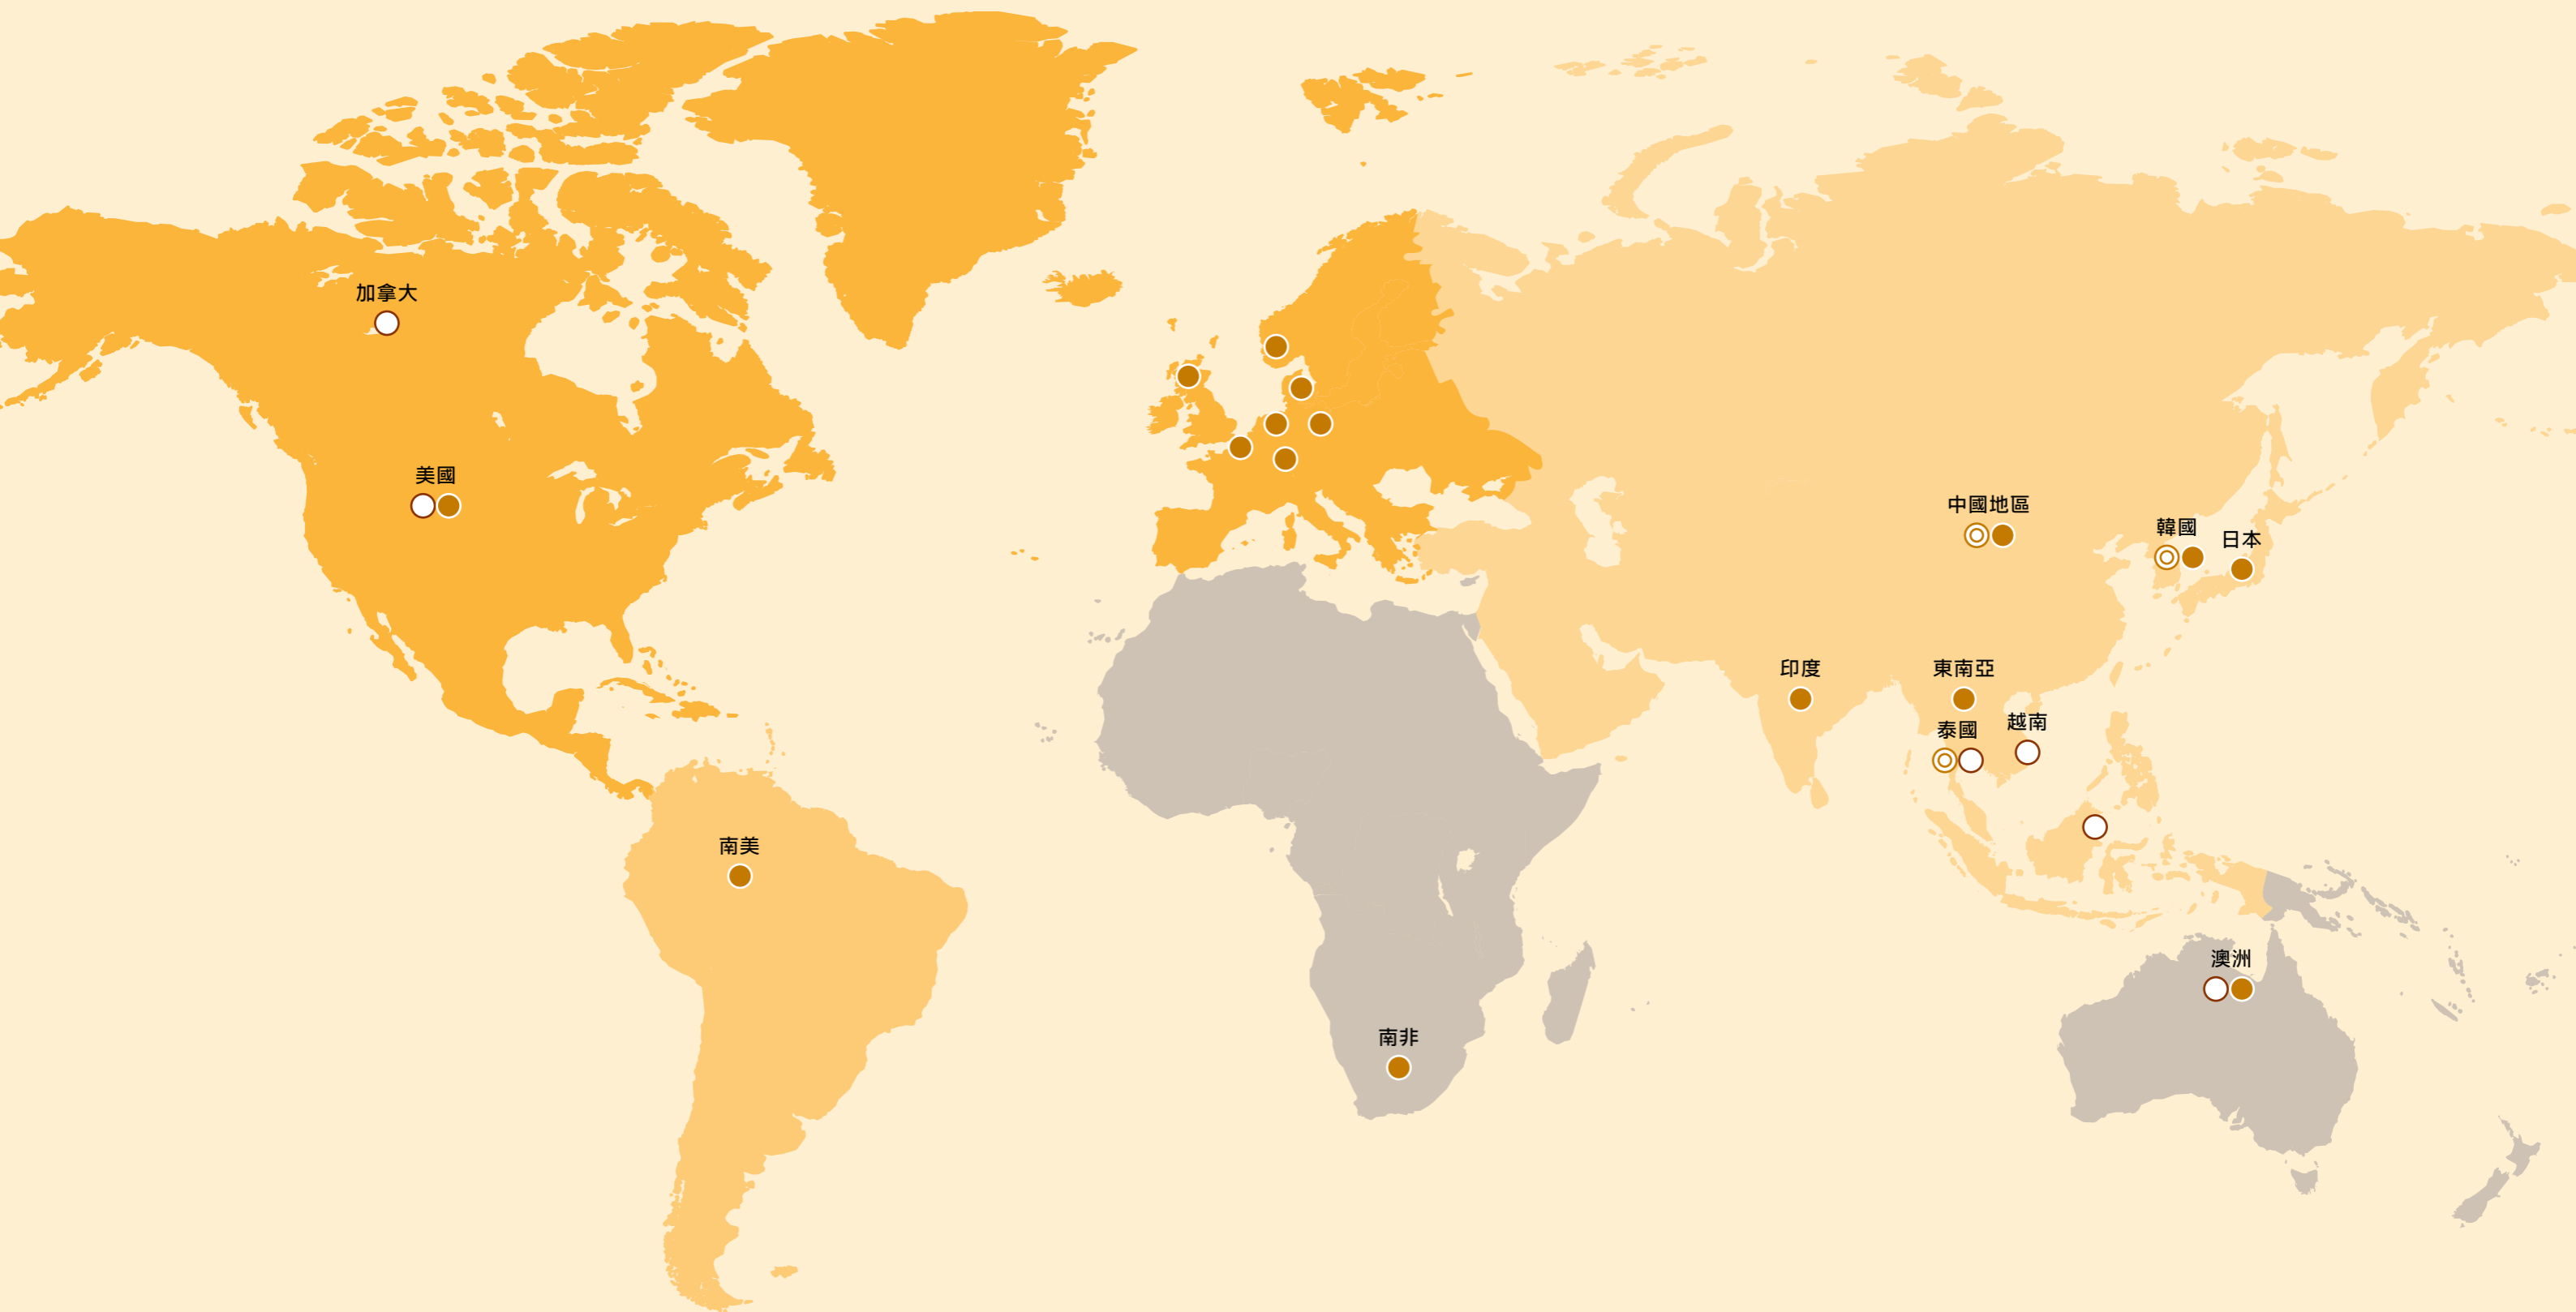 加拿大
美國
中國地區
韓國
日本
印度
東南亞
越南
泰國
南美
澳洲
南非